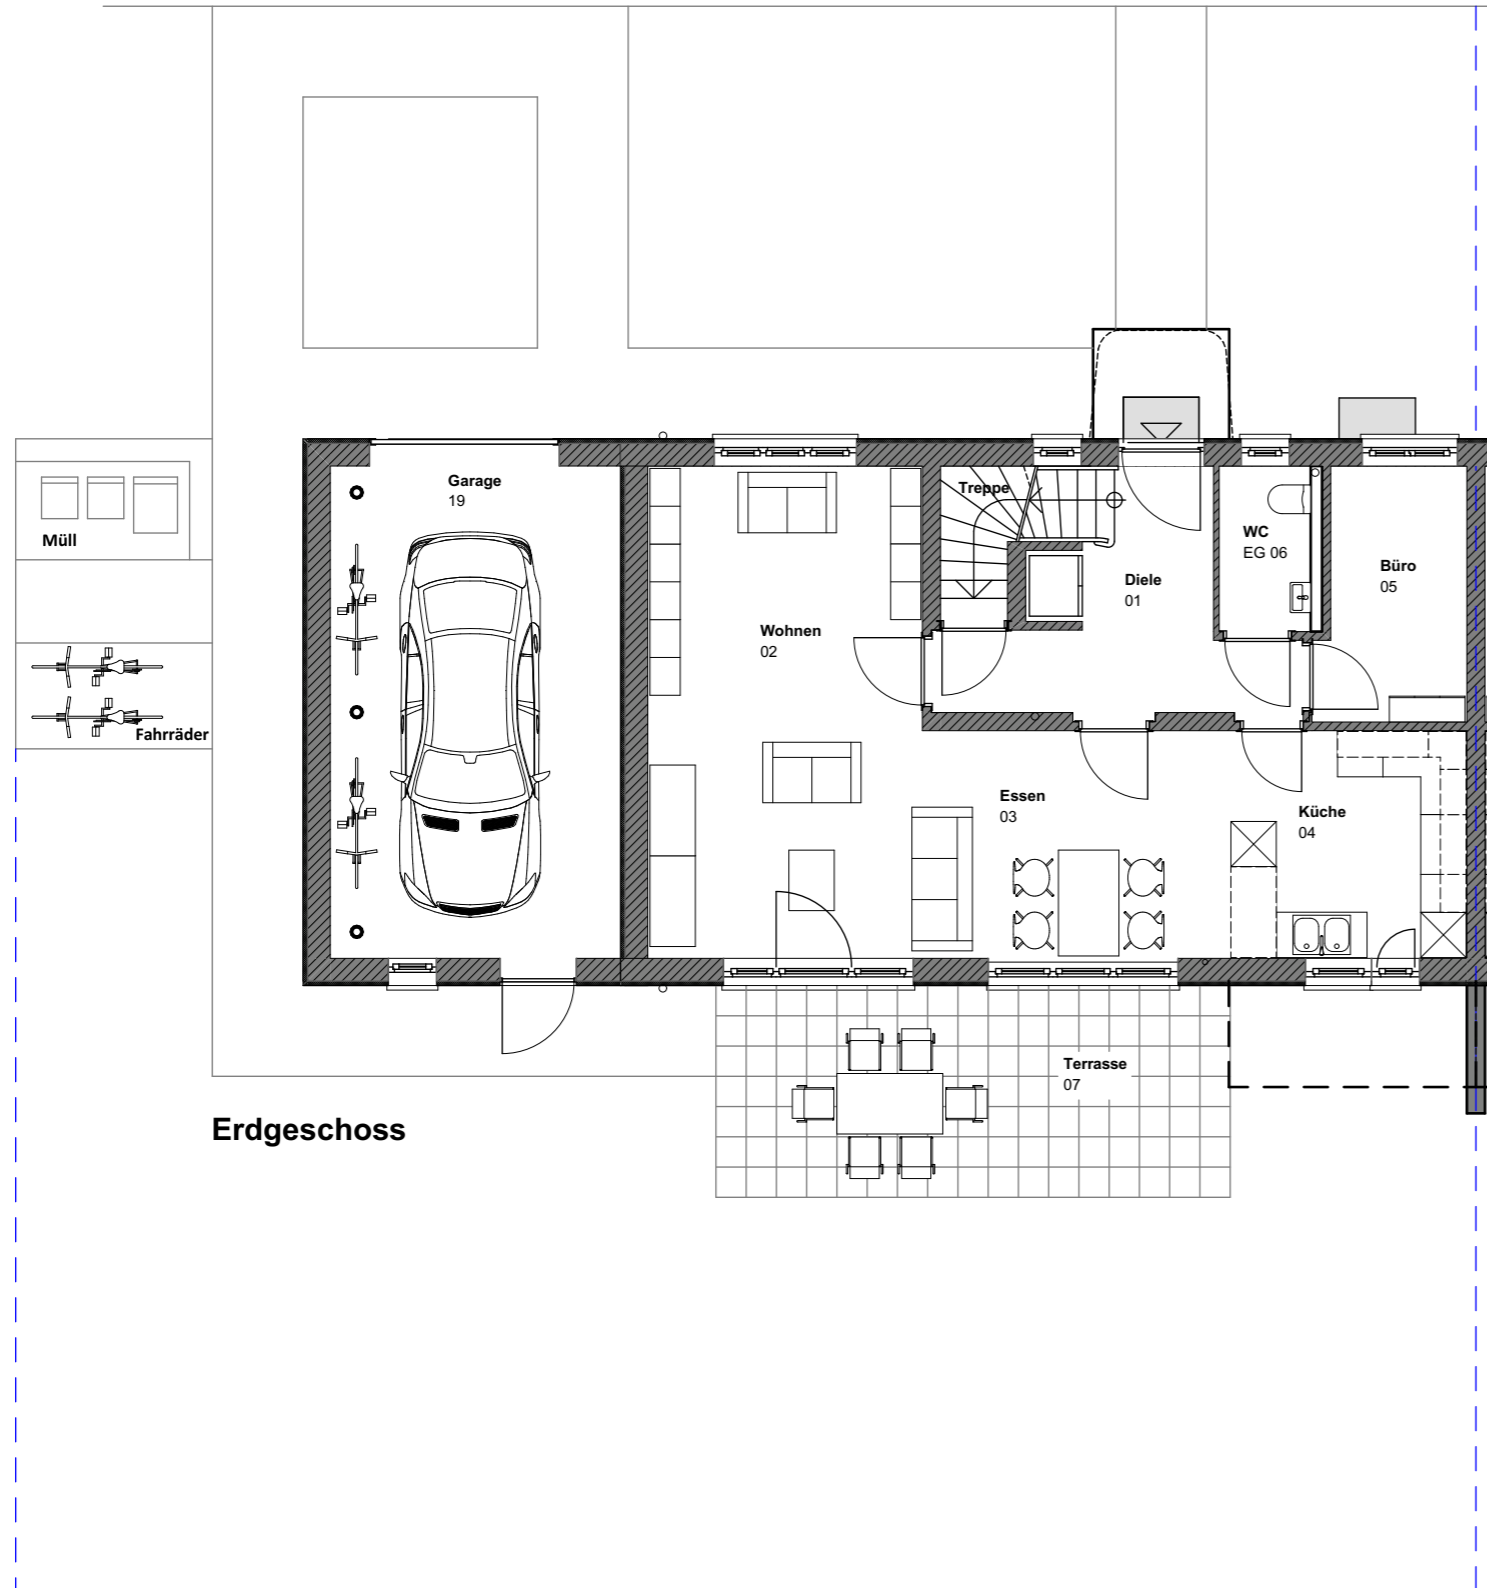 Garage
19
Treppe
WC
EG 06
Müll
Diele
01
Büro
05
Wohnen
02
Fahrräder
Essen
03
Küche
04
Terrasse
07
Erdgeschoss